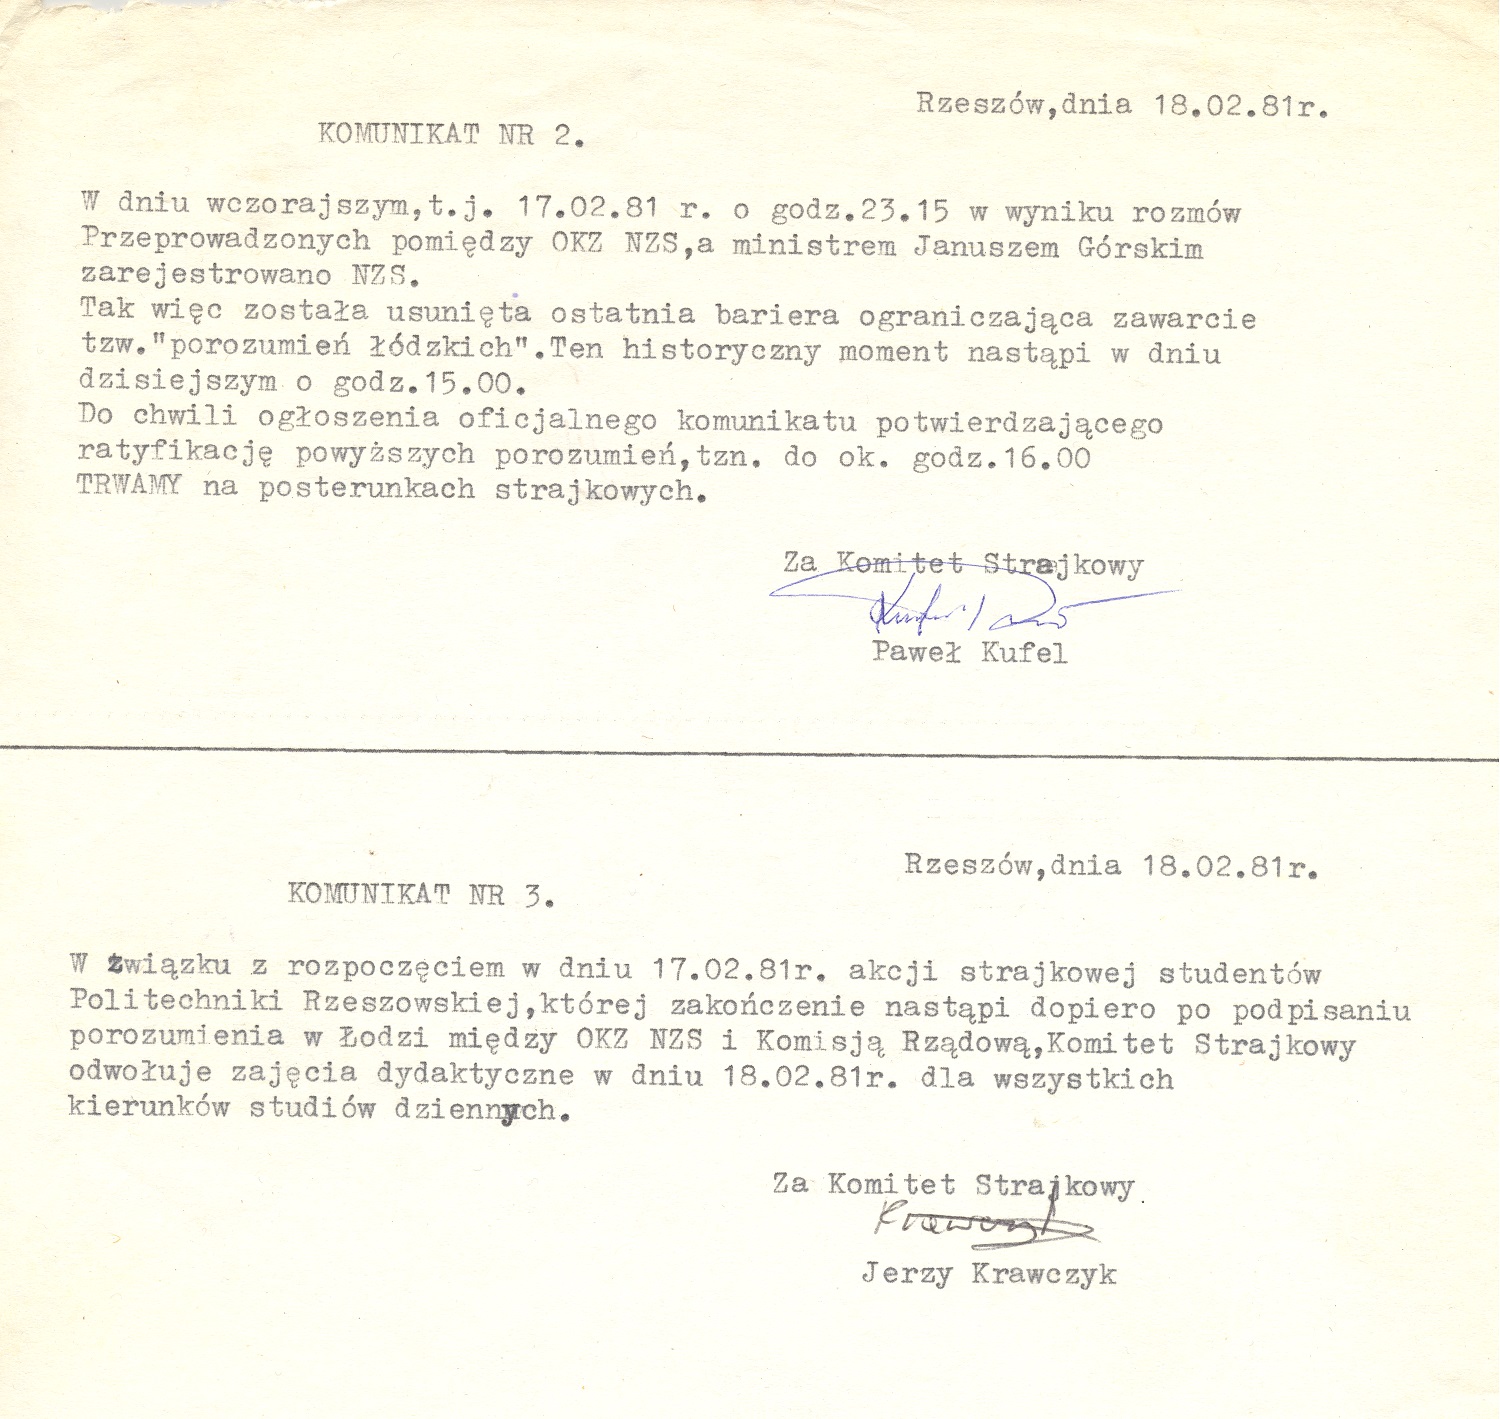 Rzeszów,dnia 18.02.81r.
KOMUNIKAT NR 2.
W dniu wczorajszym,t.j. 17.02.81 r. o godz.23.15 w wyniku rozmów
Przeprowadzonych pomiędzy OKZ NZS,a ministrem Januszem Górskim
zarejestrowano NZS.
Tak więc została usunięta ostatnia bariera ograniczająca zawarcie
tzw."porozumień łódzkich".Ten historyczny moment nastąpi w dniu
dzisiejszym o godz.15.00.
Do chwili ogłoszenia oficjalnego komunikatu potwierdzającego
ratyfikację powyższych porozumień,tzn. do ok. godz.16.00
TRWAMY na posterunkach strajkowych.
Za Komitet Strajkowy
Paweł Kufel
Rzeszów,dnia 18.02.81r.
KOMUNIKAT NR 3.
W związku z rozpoczęciem w dniu 17.02.81r. akcji strajkowej studentów
Politechniki Rzeszowskiej,której zakończenie nastąpi dopiero po podpisaniu
porozumienia w Łodzi między OKZ NZS i Komisją Rządową,Komitet Strajkowy
odwołuje zajęcia dydaktyczne w dniu 18.02.81r. dla wszystkich
kierunków studiów dziennych.
Za Komitet Strajkowy
Krawczyk
Jerzy Krawczyk